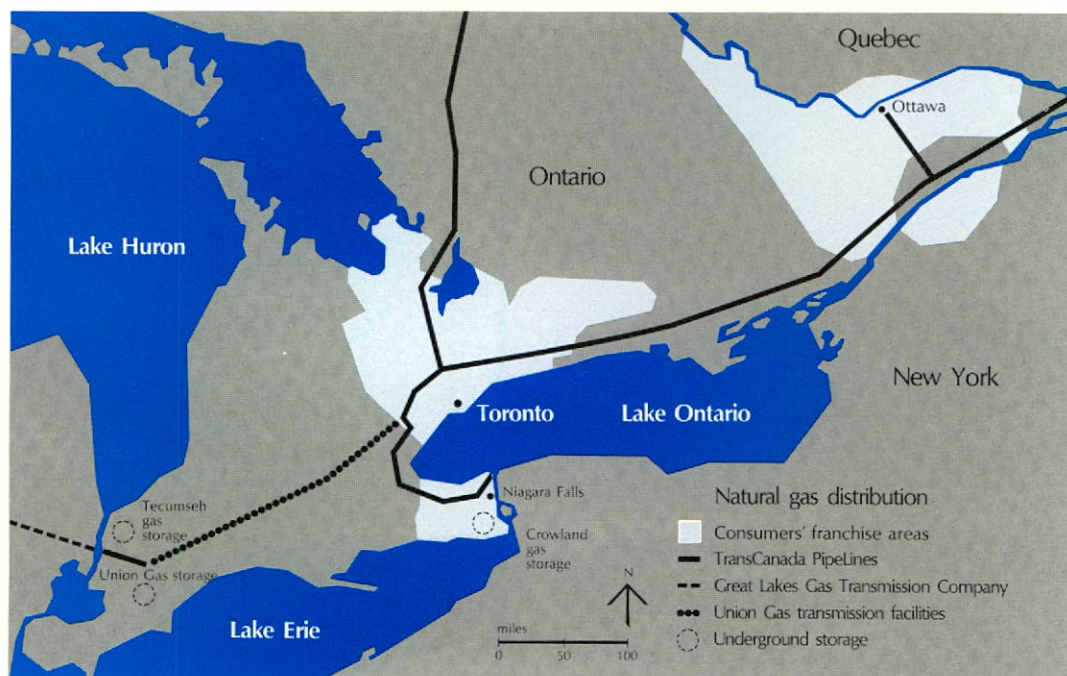 Quebec
Ottawa
Ontario
Lake Huron
New York
Toronto
Lake Ontario
Tecumseh
gas
storage
Niagara Falls
Crowland
gas
storage
Union Gas storage
Lake Erie
Natural gas distribution
Consumers' franchise areas
TransCanada PipeLines
Great Lakes Gas Transmission Company
Union Gas transmission facilities
Underground storage
N
miles
0 50 100